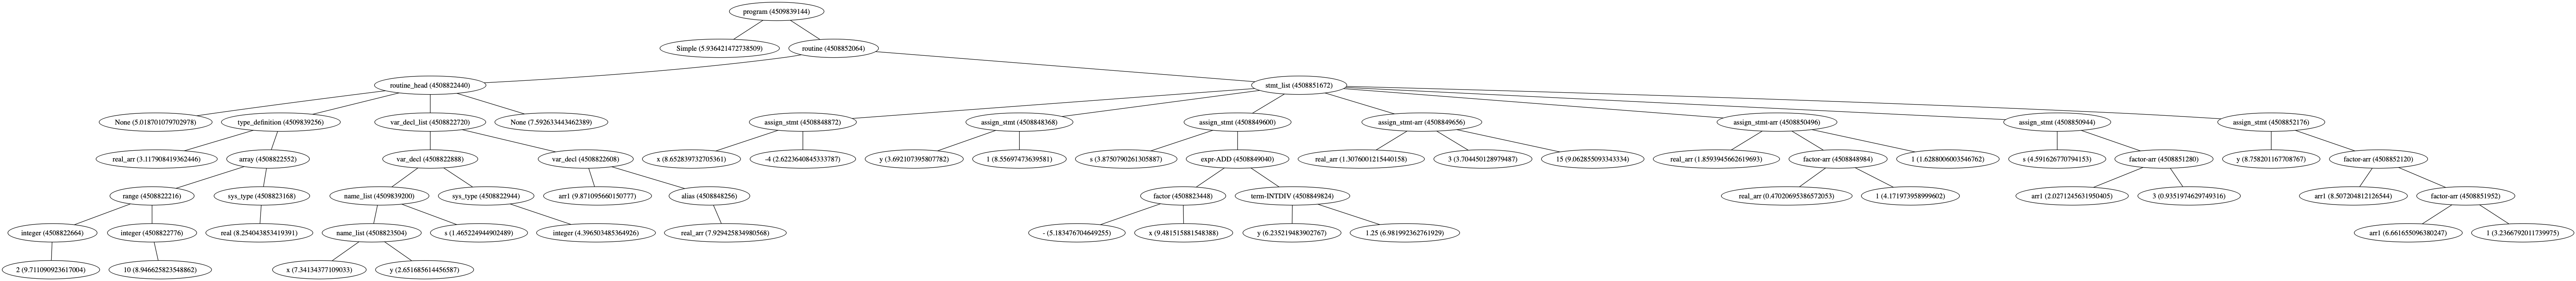 program (4509839144)
Simple (5.936421472738509)
routine (4508852064)
routine_head (4508822440)
stmt_list (4508851672)
None (5.018701079702978)
type_definition (4509839256)
var_decl_list (4508822720)
None (7.592633443462389)
assign_stmt (4508848872)
assign_stmt (4508848368)
assign_stmt (4508849600)
assign_stmt-arr (4508849656)
assign_stmt-arr (4508850496)
assign_stmt (4508850944)
assign_stmt (4508852176)
real_arr (3.117908419362446)
array (4508822552)
var_decl (4508822888)
var_decl (4508822608)
x (8.652839732705361)
-4 (2.6223640845333787)
y (3.692107395807782)
1 (8.55697473639581)
s (3.8750790261305887)
expr-ADD (4508849040)
real_arr (1.3076001215440158)
3 (3.704450128979487)
15 (9.062855093343334)
real_arr (1.8593945662619693)
factor-arr (4508848984)
1 (1.6288006003546762)
s (4.591626770794153)
factor-arr (4508851280)
y (8.758201167708767)
factor-arr (4508852120)
range (4508822216)
sys_type (4508823168)
name_list (4509839200)
sys_type (4508822944)
arr1 (9.871095660150777)
alias (4508848256)
factor (4508823448)
term-INTDIV (4508849824)
real_arr (0.47020695386572053)
1 (4.171973958999602)
arr1 (2.0271245631950405)
3 (0.9351974629749316)
arr1 (8.507204812126544)
factor-arr (4508851952)
integer (4508822664)
integer (4508822776)
real (8.254043853419391)
name_list (4508823504)
s (1.465224944902489)
integer (4.396503485364926)
real_arr (7.929425834980568)
- (5.183476704649255)
x (9.481515881548388)
y (6.235219483902767)
1.25 (6.981992362761929)
arr1 (6.661655096380247)
1 (3.2366792011739975)
2 (9.711090923617004)
10 (8.946625823548862)
x (7.34134377109033)
y (2.651685614456587)